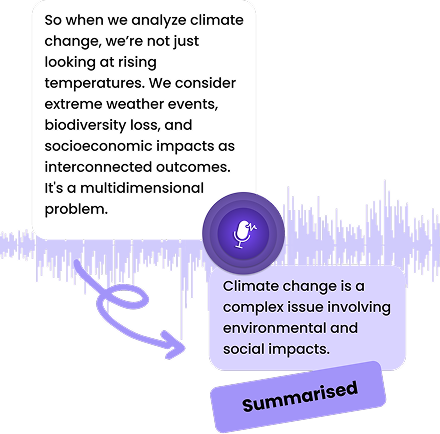 So when we analyze climate
change, we’re not just
looking at rising
temperatures. We consider
extreme weather events,
biodiversity loss, and
socioeconomic impacts as
interconnected outcomes.
It's a multidimensional
problem.
Climate change is a
complex issue involving
environmental and
social impacts.
Summarised